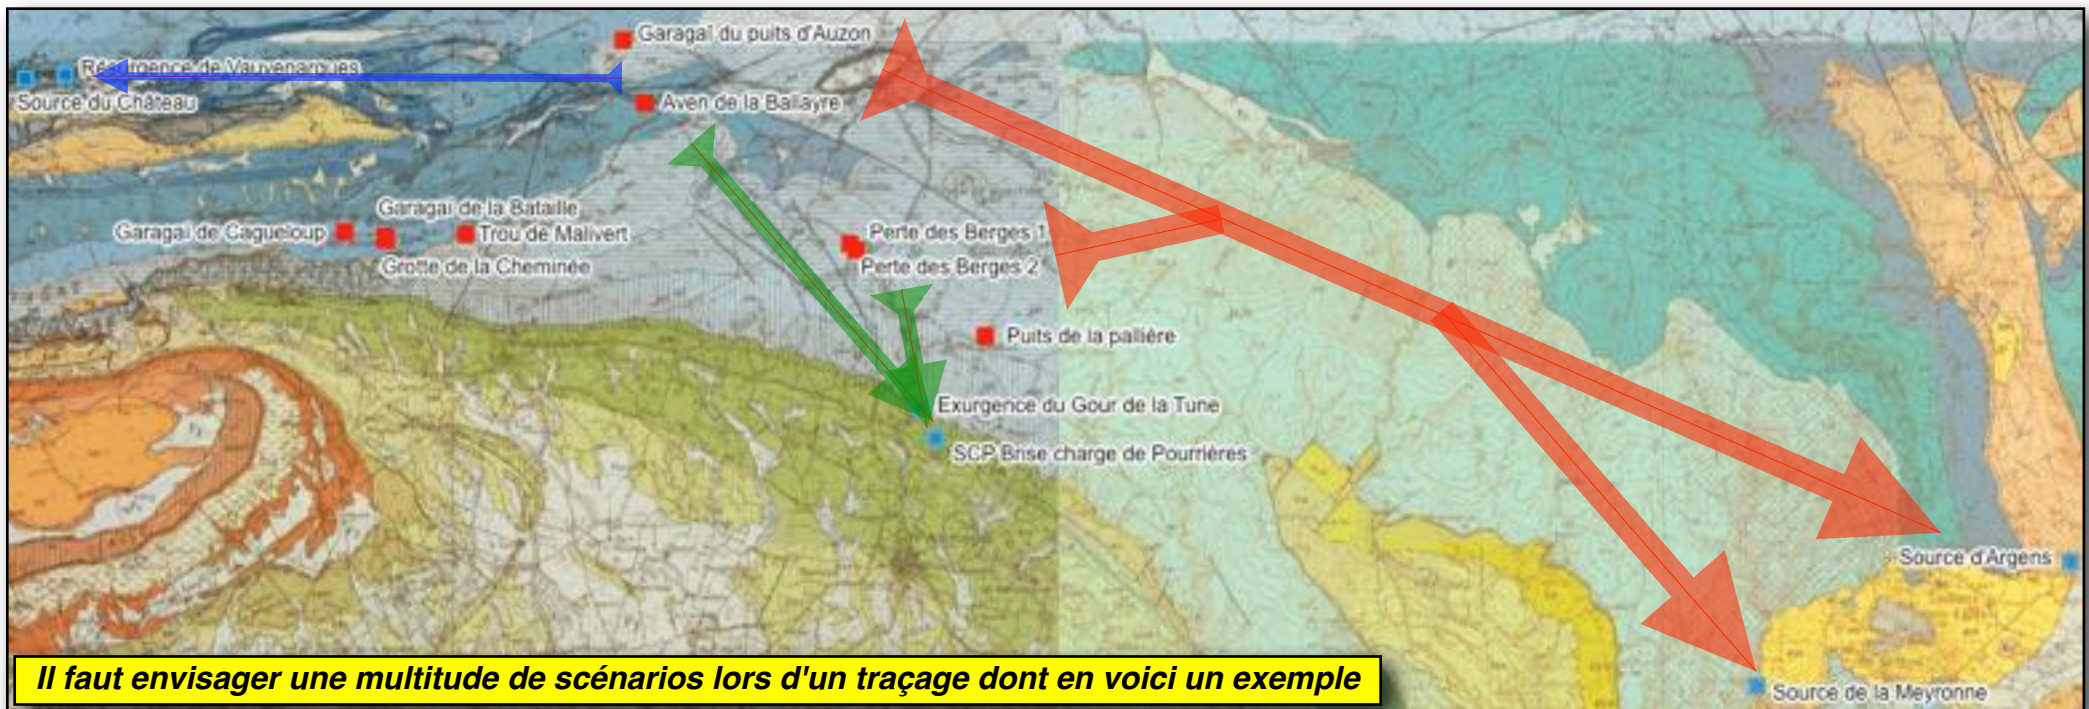 Garagaï du puits d'Auzon
Résurgence de Vauvenargues
Source du Château
Aven de la Ballayre
Garagaï de la Bataille
Garagaï de Cagueloup
Trou de Malivert
Grotte de la Cheminée
Perte des Berges 1
Perte des Berges 2
Puits de la pallière
Exurgence du Gour de la Tune
SCP Brise charge de Pourrières
Source d'Argens
Source de la Meyronne
Il faut envisager une multitude de scénarios lors d'un traçage dont en voici un exemple